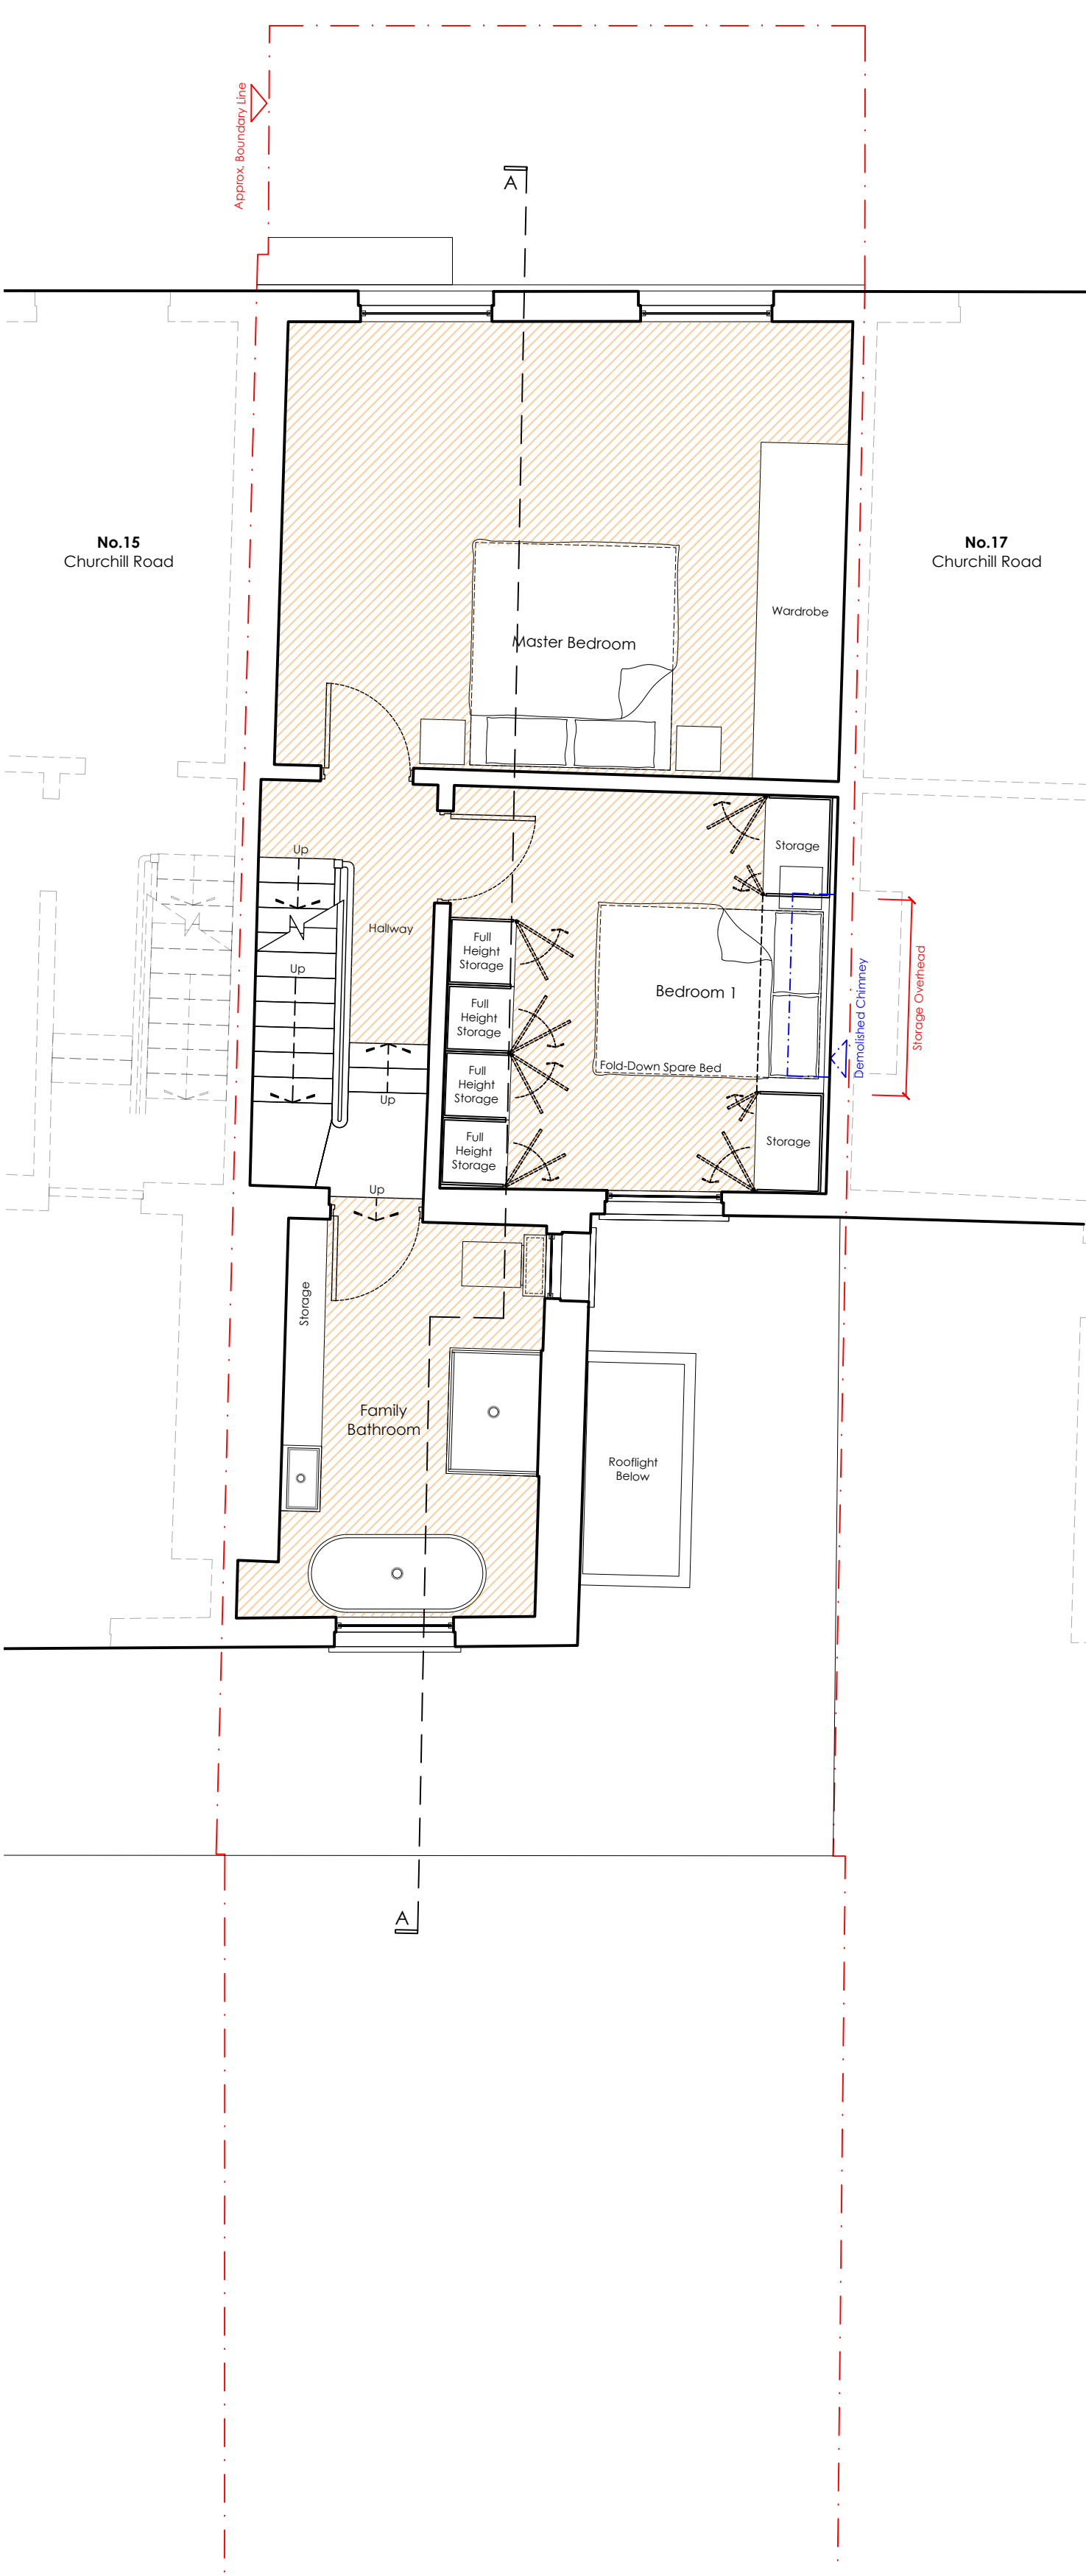 Approx. Boundary Line
A
No.15
Churchill Road
No.17
Churchill Road
Wardrobe
Master Bedroom
Up
Storage
Hallway
Full
Height
Storage
Up
Bedroom 1
Full
Height
Storage
Storage Overhead
Demolished Chimney
Fold-Down Spare Bed
Full
Height
Storage
Up
Full
Height
Storage
Storage
Up
Storage
Family
Bathroom
Rooflight
Below
A